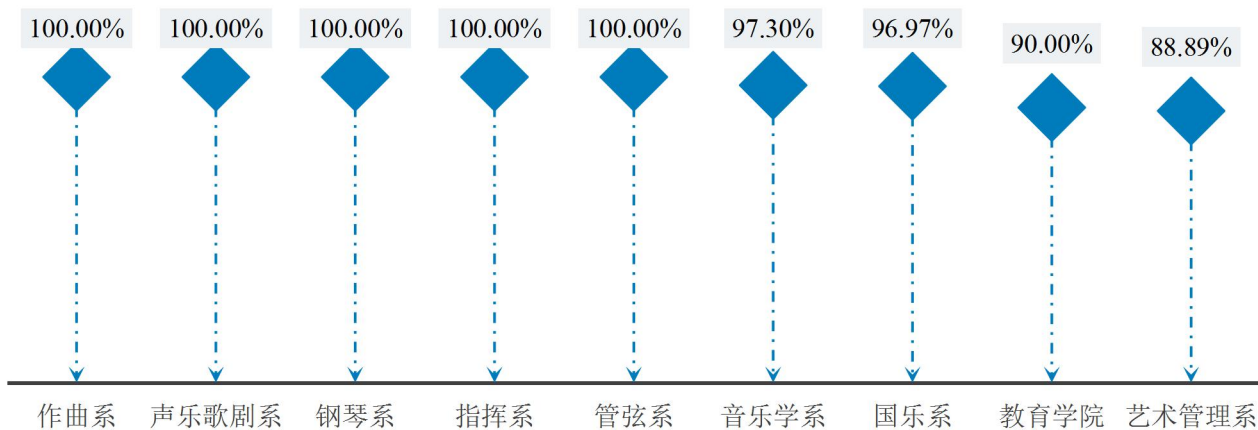 100.00% 100.00% 100.00% 100.00% 100.00% 97.30% 96.97% 90.00% 88.89%
作曲系 声乐歌剧系 钢琴系 指挥系 管弦系 音乐学系 国乐系 教育学院 艺术管理系